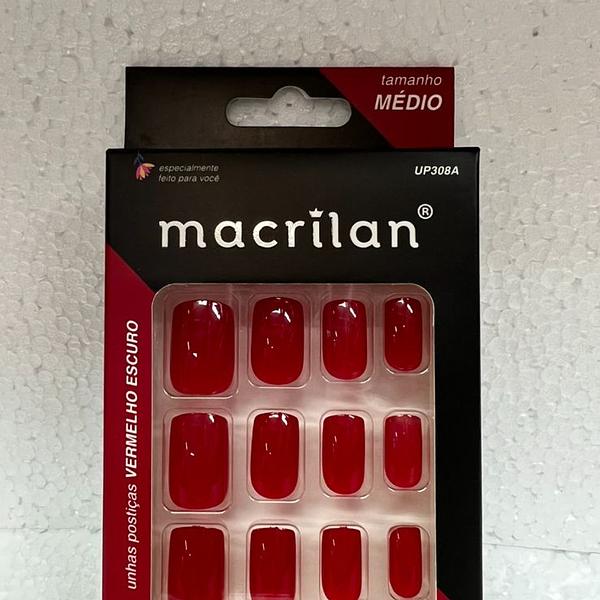 tamanho
MÉDIO
especialmente
feito para você
UP308A
macrilan®
unhas postiças VERMELHO ESCURO